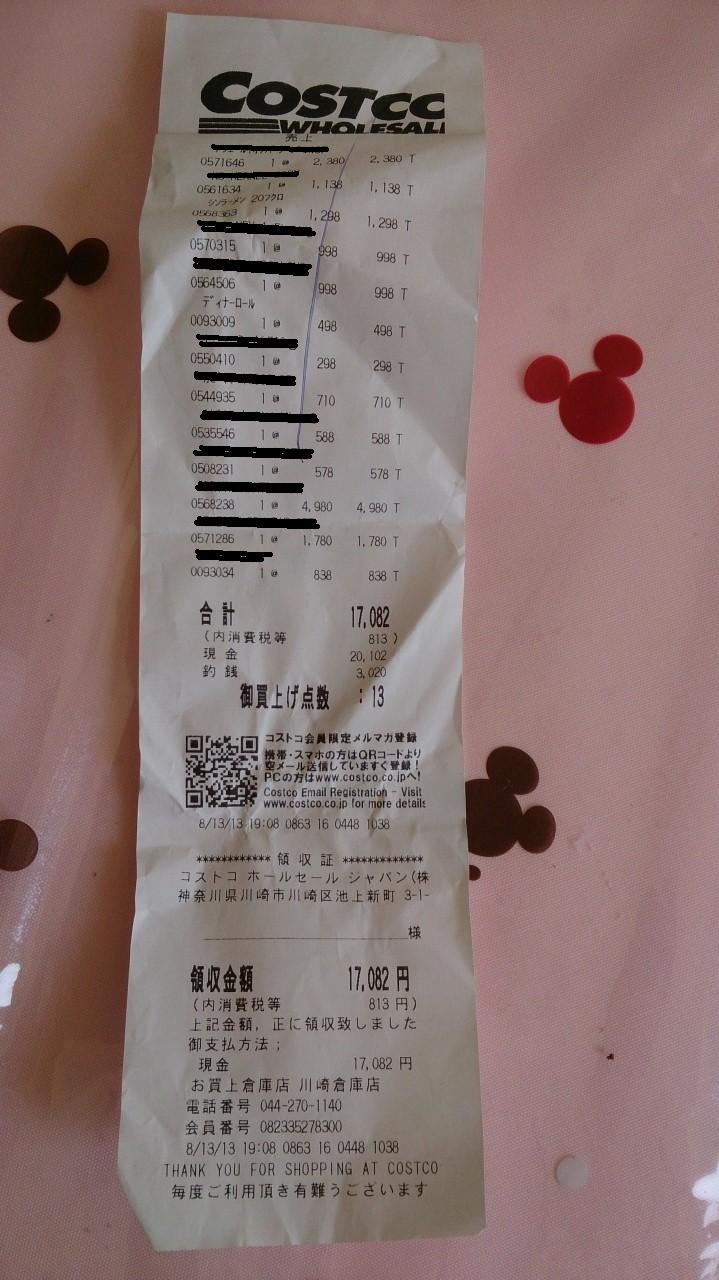 COSTCO
WHOLESALE
売上
0571646 1 @ 2,380 2,380 T
0561634 1 @ 1,138 1,138 T
シンラーメン 20フクロ
0568363 1 @ 1,298 1,298 T
0570315 1 @ 998 998 T
0564506 1 @ 998 998 T
ディナーロール
0093009 1 @ 498 498 T
0550410 1 @ 298 298 T
0544935 1 @ 710 710 T
0535546 1 @ 588 588 T
0508231 1 @ 578 578 T
0568238 1 @ 4,980 4,980 T
0571286 1 @ 1,780 1,780 T
0093034 1 @ 838 838 T
合計 17,082
(内消費税等 813 )
現金 20,102
釣銭 3,020
御買上げ点数 : 13
コストコ会員限定メルマガ登録
携帯・スマホの方はQRコードより
空メール送信していますぐ登録!
PCの方はwww.costco.co.jpへ!
Costco Email Registration - Visit
www.costco.co.jp for more details
8/13/13 19:08 0863 16 0448 1038
************ 領収証 *************
コストコ ホールセール ジャパン(株
神奈川県川崎市川崎区池上新町 3-1-
様
領収金額 17,082 円
(内消費税等 813 円)
上記金額, 正に領収致しました
御支払方法;
現金 17,082 円
お買上倉庫店 川崎倉庫店
電話番号 044-270-1140
会員番号 082335278300
8/13/13 19:08 0863 16 0448 1038
THANK YOU FOR SHOPPING AT COSTCO
毎度ご利用頂き有難うございます